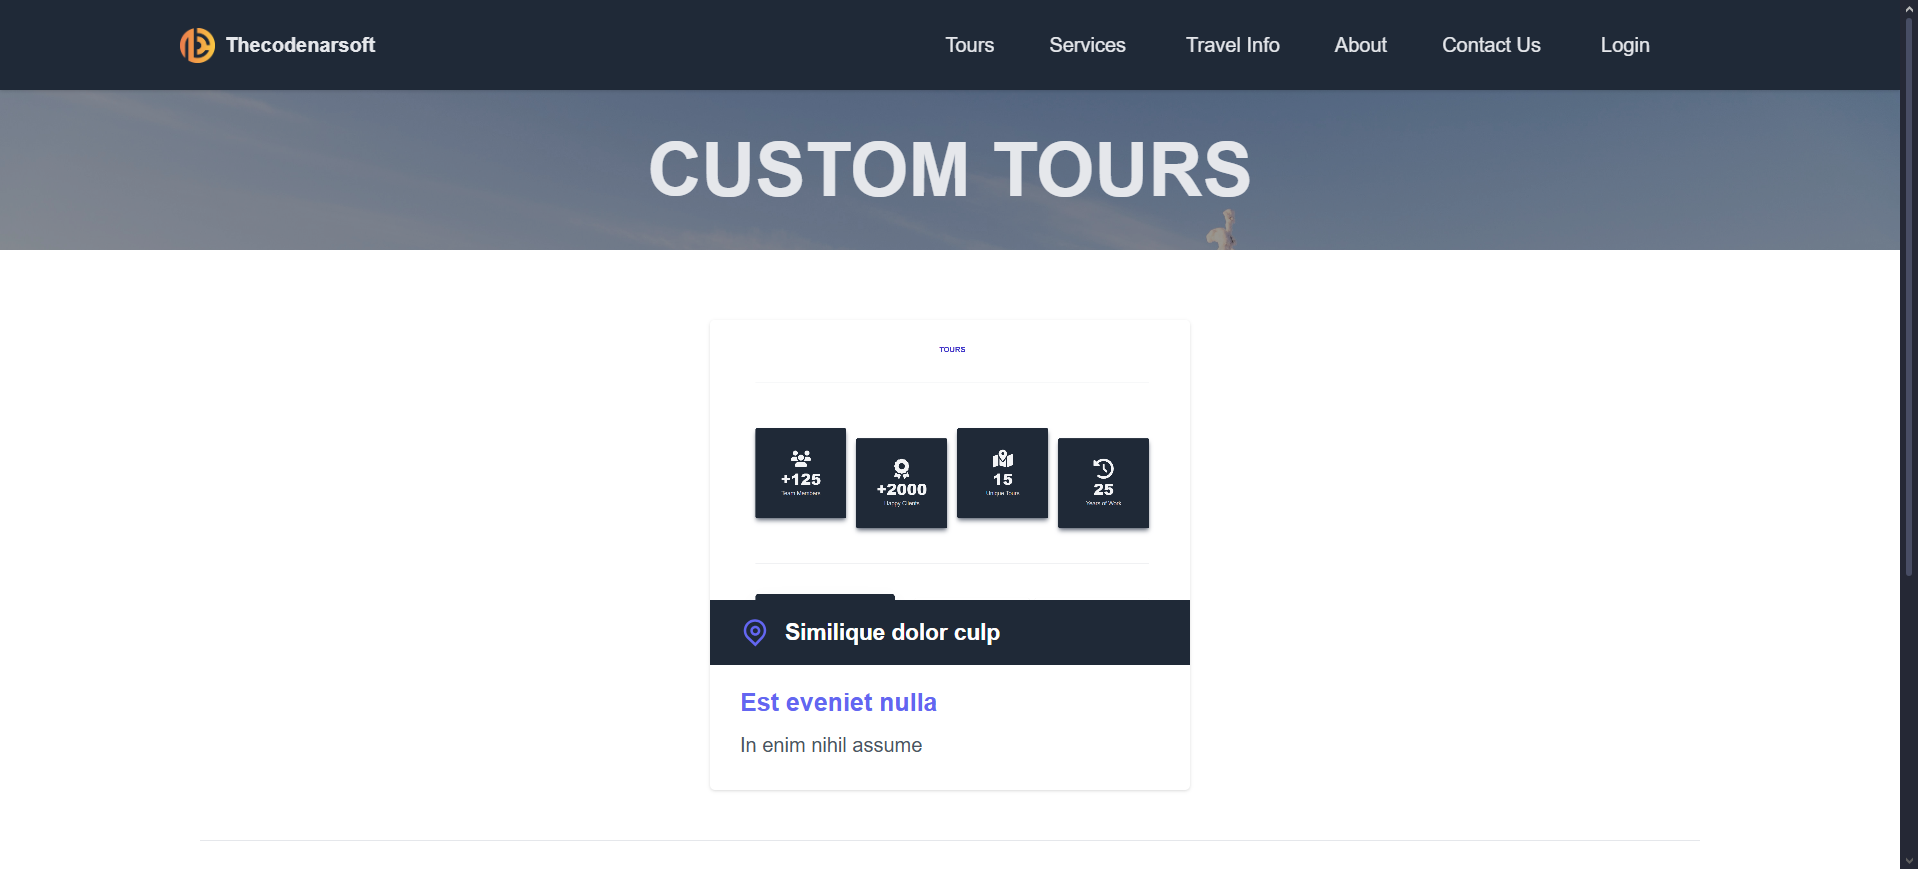 Thecodenarsoft
Tours Services Travel Info About Contact Us Login
CUSTOM TOURS
TOURS
+125
Team Members
+2000
Happy Clients
15
Unique Tours
25
Years of Work
Similique dolor culp
Est eveniet nulla
In enim nihil assume